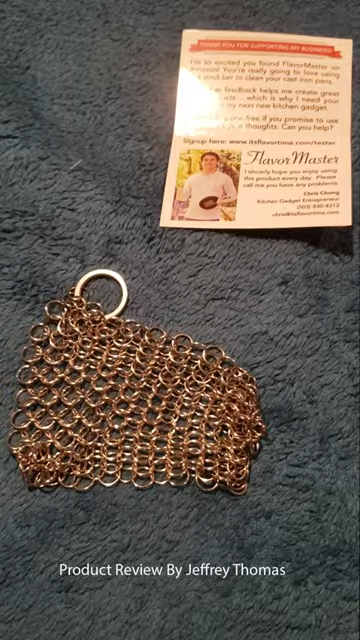 THANK YOU FOR SUPPORTING MY BUSINESS!
I'm so excited you found FlavorMaster on
Amazon! You're really going to love using
scrubber to clean your cast iron pans.
feedback helps me create great
which is why I need your
my new kitchen gadget.
free if you promise to use
thoughts. Can you help?
Signup here: www.itsflavortime.com/tester
FlavorMaster
I sincerely hope you enjoy using
this product every day. Please
call me you have any problems.
Chris Chong
Kitchen Gadget Entrepreneur
(503) 830-4313
chris@itsflavortime.com
Product Review By Jeffrey Thomas